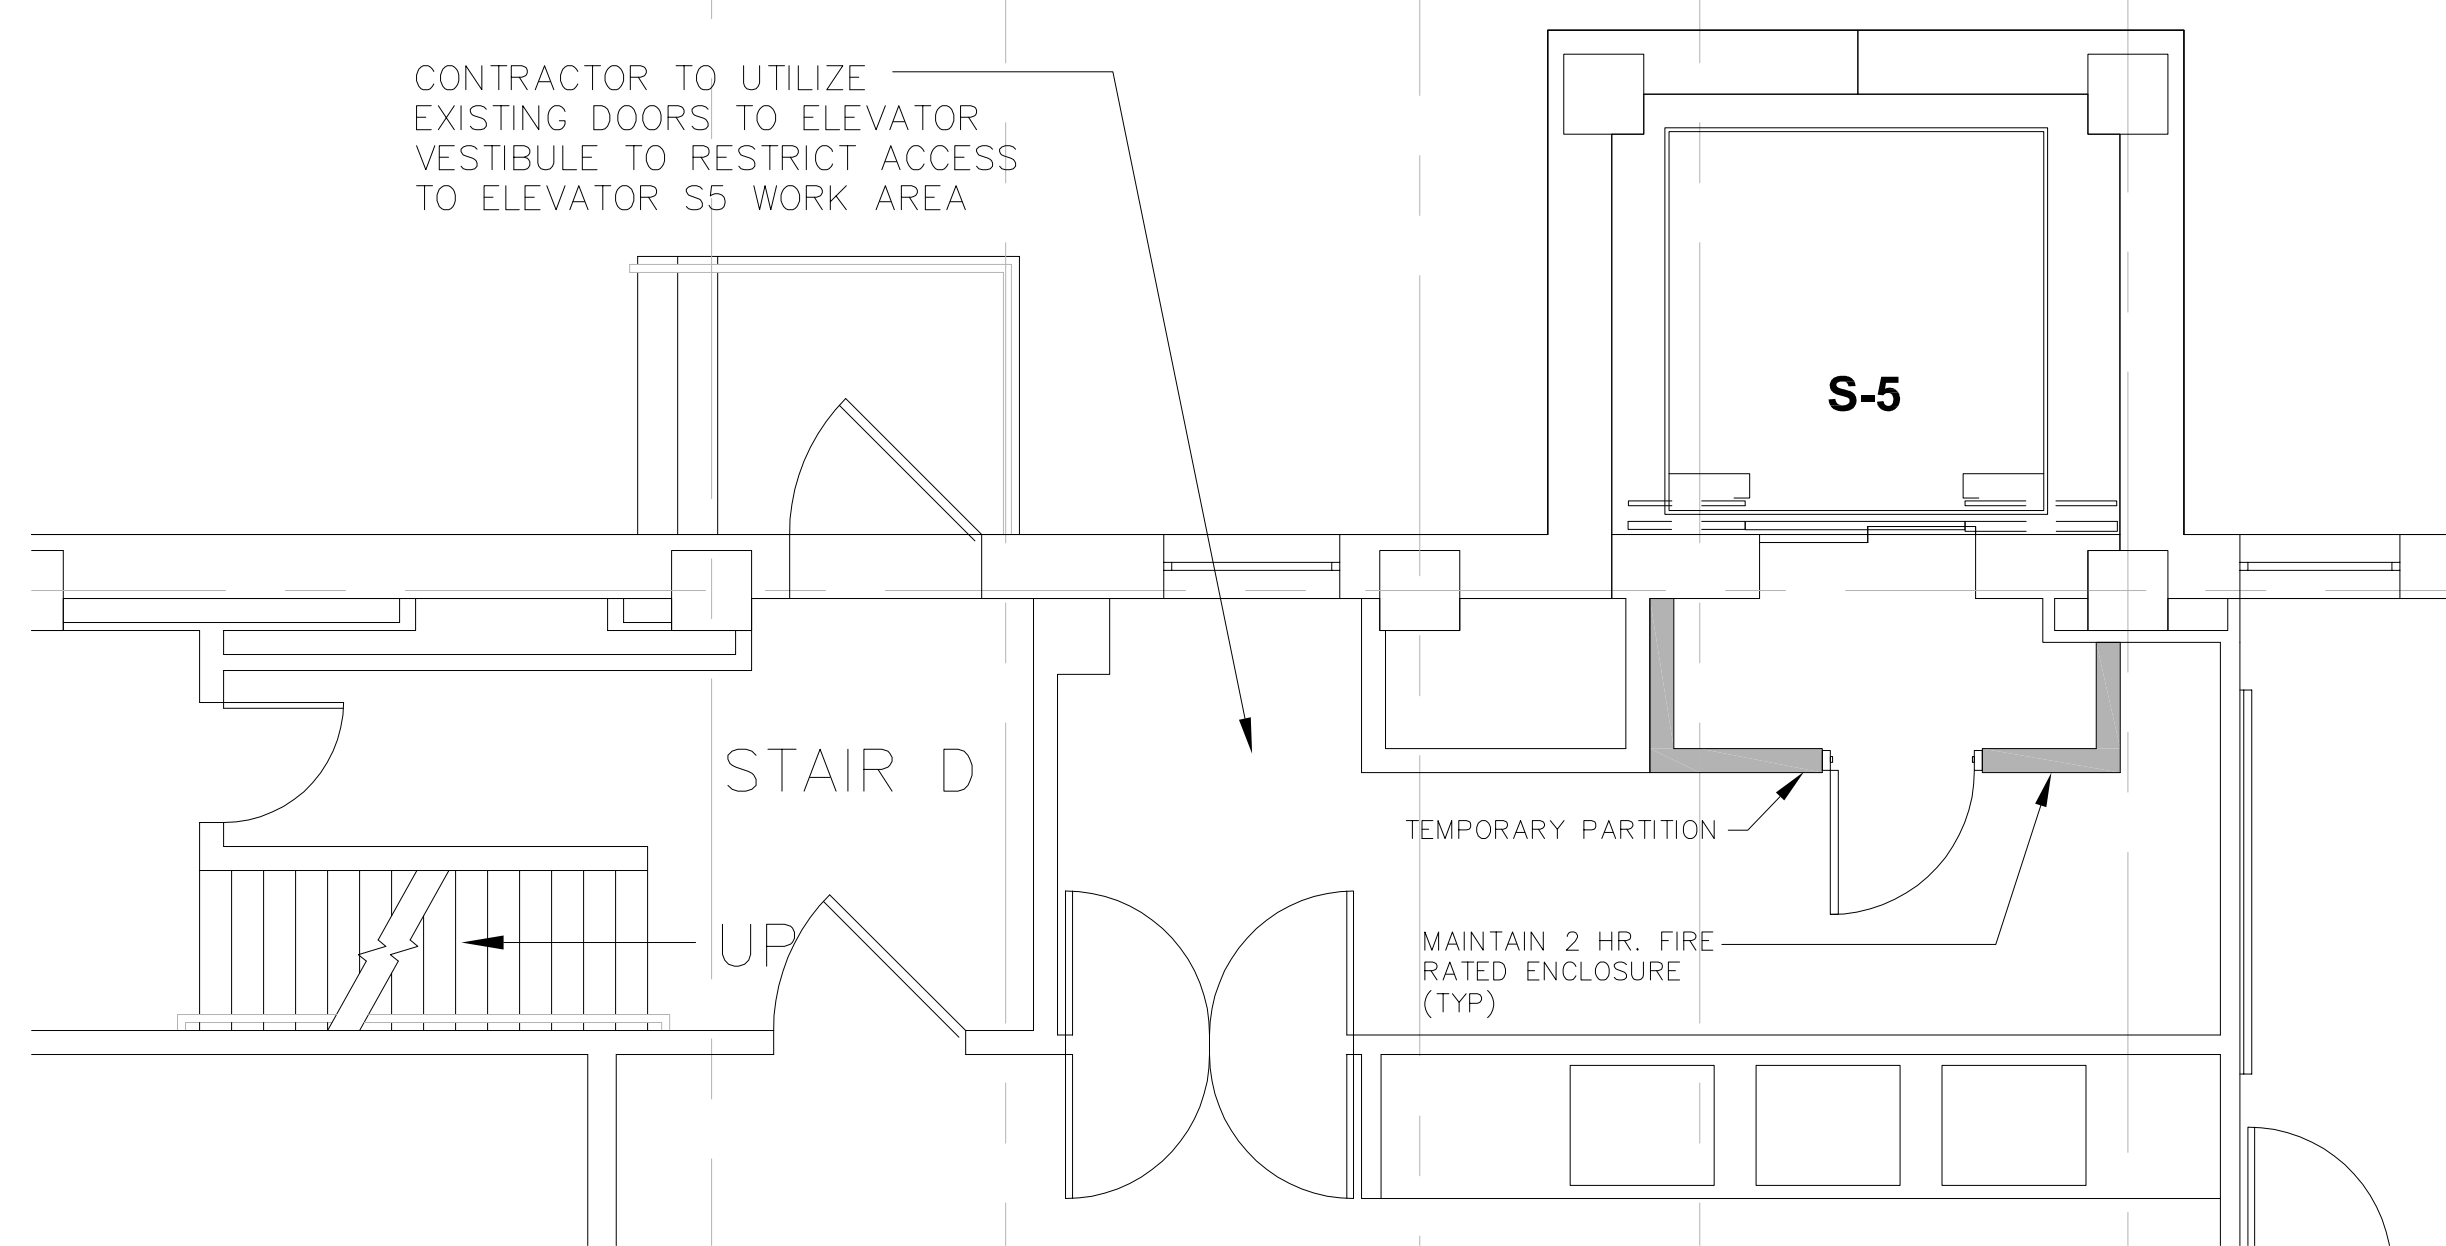 CONTRACTOR TO UTILIZE
EXISTING DOORS TO ELEVATOR
VESTIBULE TO RESTRICT ACCESS
TO ELEVATOR S5 WORK AREA
S-5
STAIR D
TEMPORARY PARTITION
UP
MAINTAIN 2 HR. FIRE
RATED ENCLOSURE
(TYP)